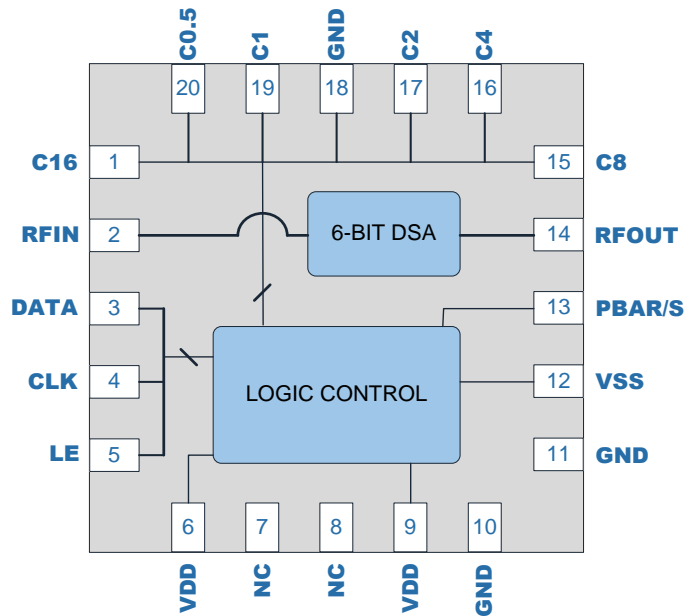 C0.5
C1
GND
C2
C4
20
19
18
17
16
C16
1
15
C8
RFIN
2
6-BIT DSA
14
RFOUT
DATA
3
13
PBAR/S
CLK
4
LOGIC CONTROL
12
VSS
LE
5
11
GND
6
7
8
9
10
VDD
NC
NC
VDD
GND